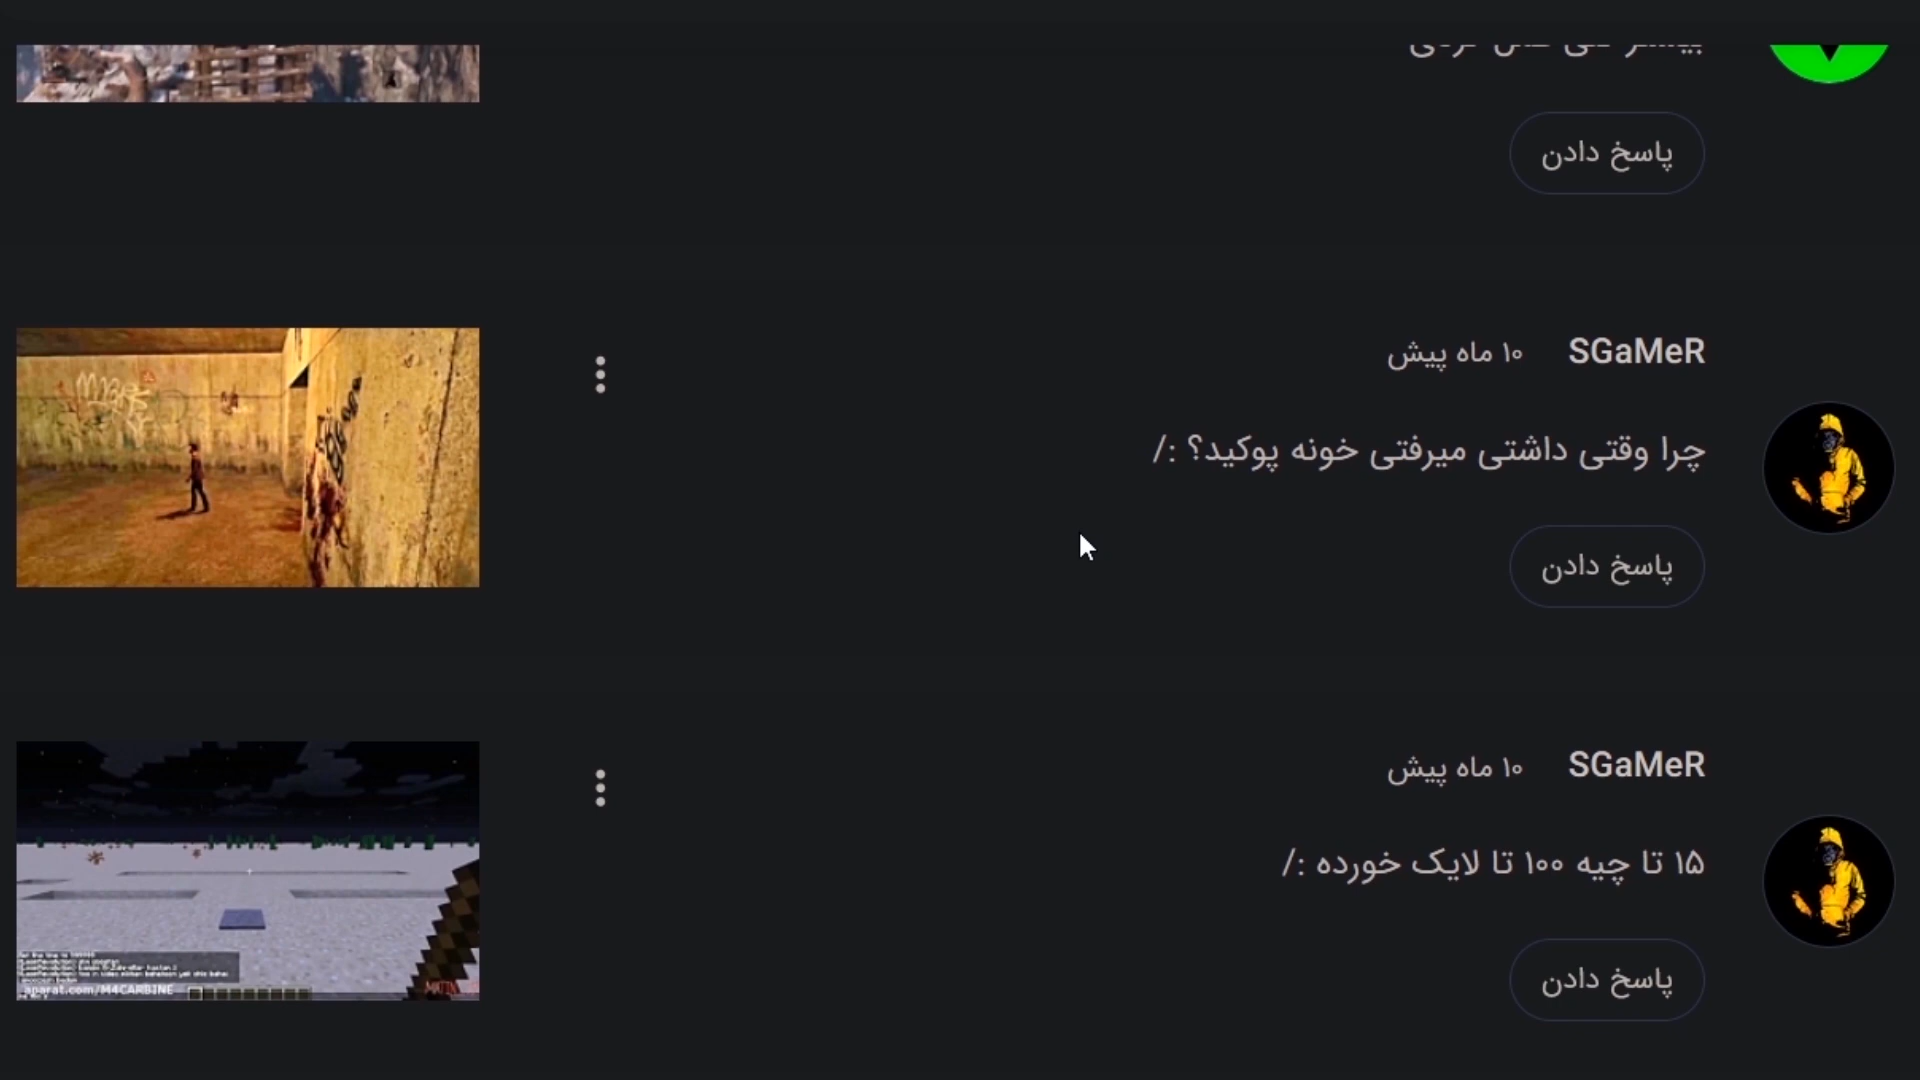 پاسخ دادن
SGaMeR ۱۰ ماه پیش
چرا وقتی داشتی میرفتی خونه پوکید؟ :/
پاسخ دادن
SGaMeR ۱۰ ماه پیش
۱۵ تا چیه ۱۰۰ تا لایک خورده :/
پاسخ دادن
aparat.com/M4CARBINE